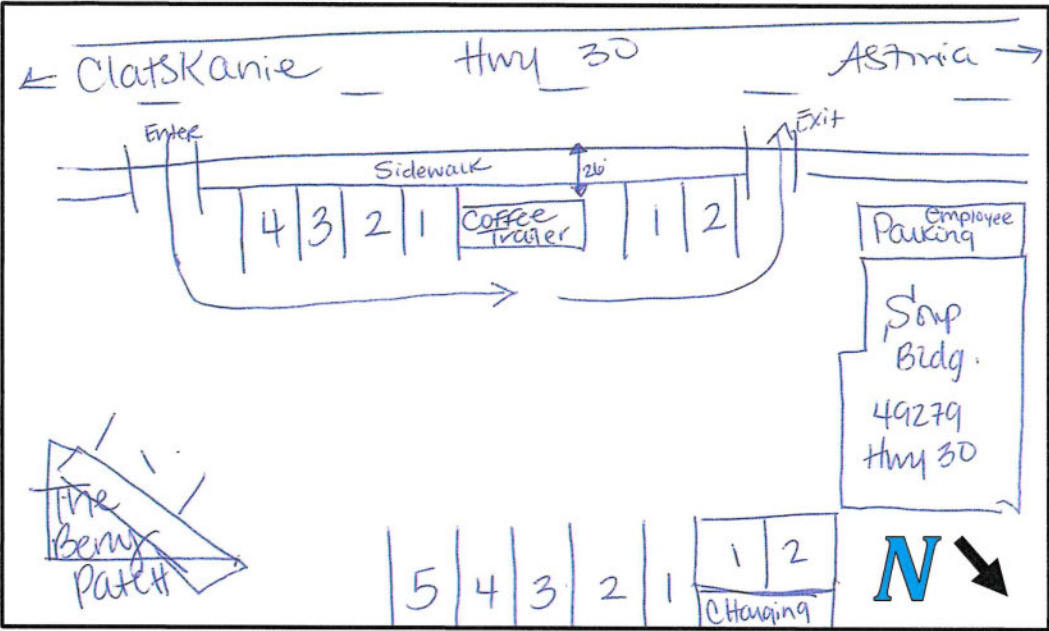 ← Clatskanie Hwy 30 Astoria →
Enter Exit
Sidewalk 26'
4 3 2 1 Coffee Trailer 1 2
Employee
Parking
Soup
Bldg.
49279
Hwy 30
The
Berry
Patch
5 4 3 2 1 1 2
CHarging
N